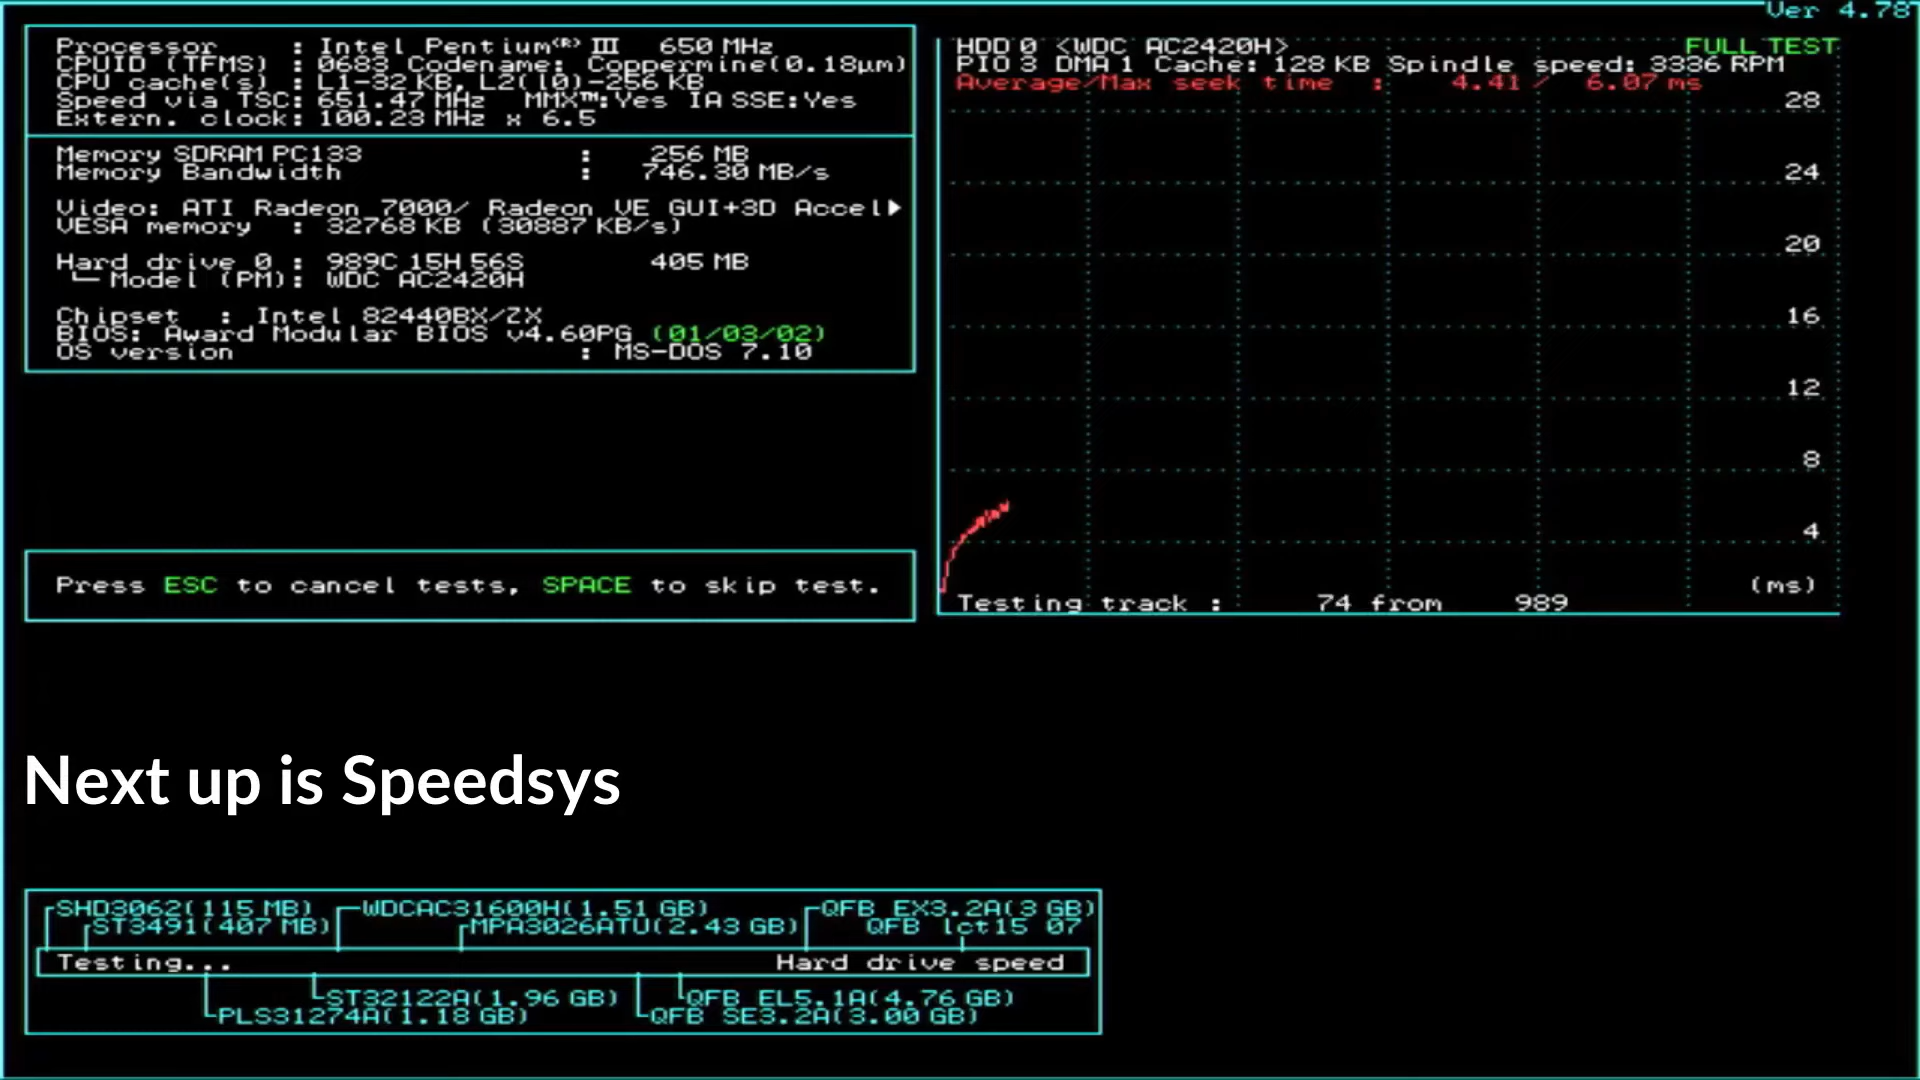 Ver 4.78
Processor : Intel Pentium(R) III 650 MHz
CPUID (TFMS) : 0683 Codename: Coppermine(0.18µm)
CPU cache(s) : L1-32 KB, L2(10)-256 KB
Speed via TSC: 651.47 MHz MMX™:Yes IA SSE:Yes
Extern. clock: 100.23 MHz x 6.5
Memory SDRAM PC133 : 256 MB
Memory Bandwidth : 746.30 MB/s
Video: ATI Radeon 7000/ Radeon VE GUI+3D Accel
VESA memory : 32768 KB (30887 KB/s)
Hard drive 0 : 989C 15H 56S 405 MB
Model (PM): WDC AC2420H
Chipset : Intel 82440BX/ZX
BIOS: Award Modular BIOS v4.60PG (01/03/02)
OS version : MS-DOS 7.10
Press ESC to cancel tests, SPACE to skip test.
HDD 0 <WDC AC2420H> FULL TEST
PIO 3 DMA 1 Cache: 128 KB Spindle speed: 3336 RPM
Average/Max seek time : 4.41 / 6.07 ms
28
24
20
16
12
8
4
(ms)
Testing track : 74 from 989
Next up is Speedsys
SHD3062(115 MB) WDCAC31600H(1.51 GB) QFB EX3.2A(3 GB)
ST3491(407 MB) MPA3026ATU(2.43 GB) QFB lct15 07
Testing... Hard drive speed
ST32122A(1.96 GB) QFB EL5.1A(4.76 GB)
PLS31274A(1.18 GB) QFB SE3.2A(3.00 GB)